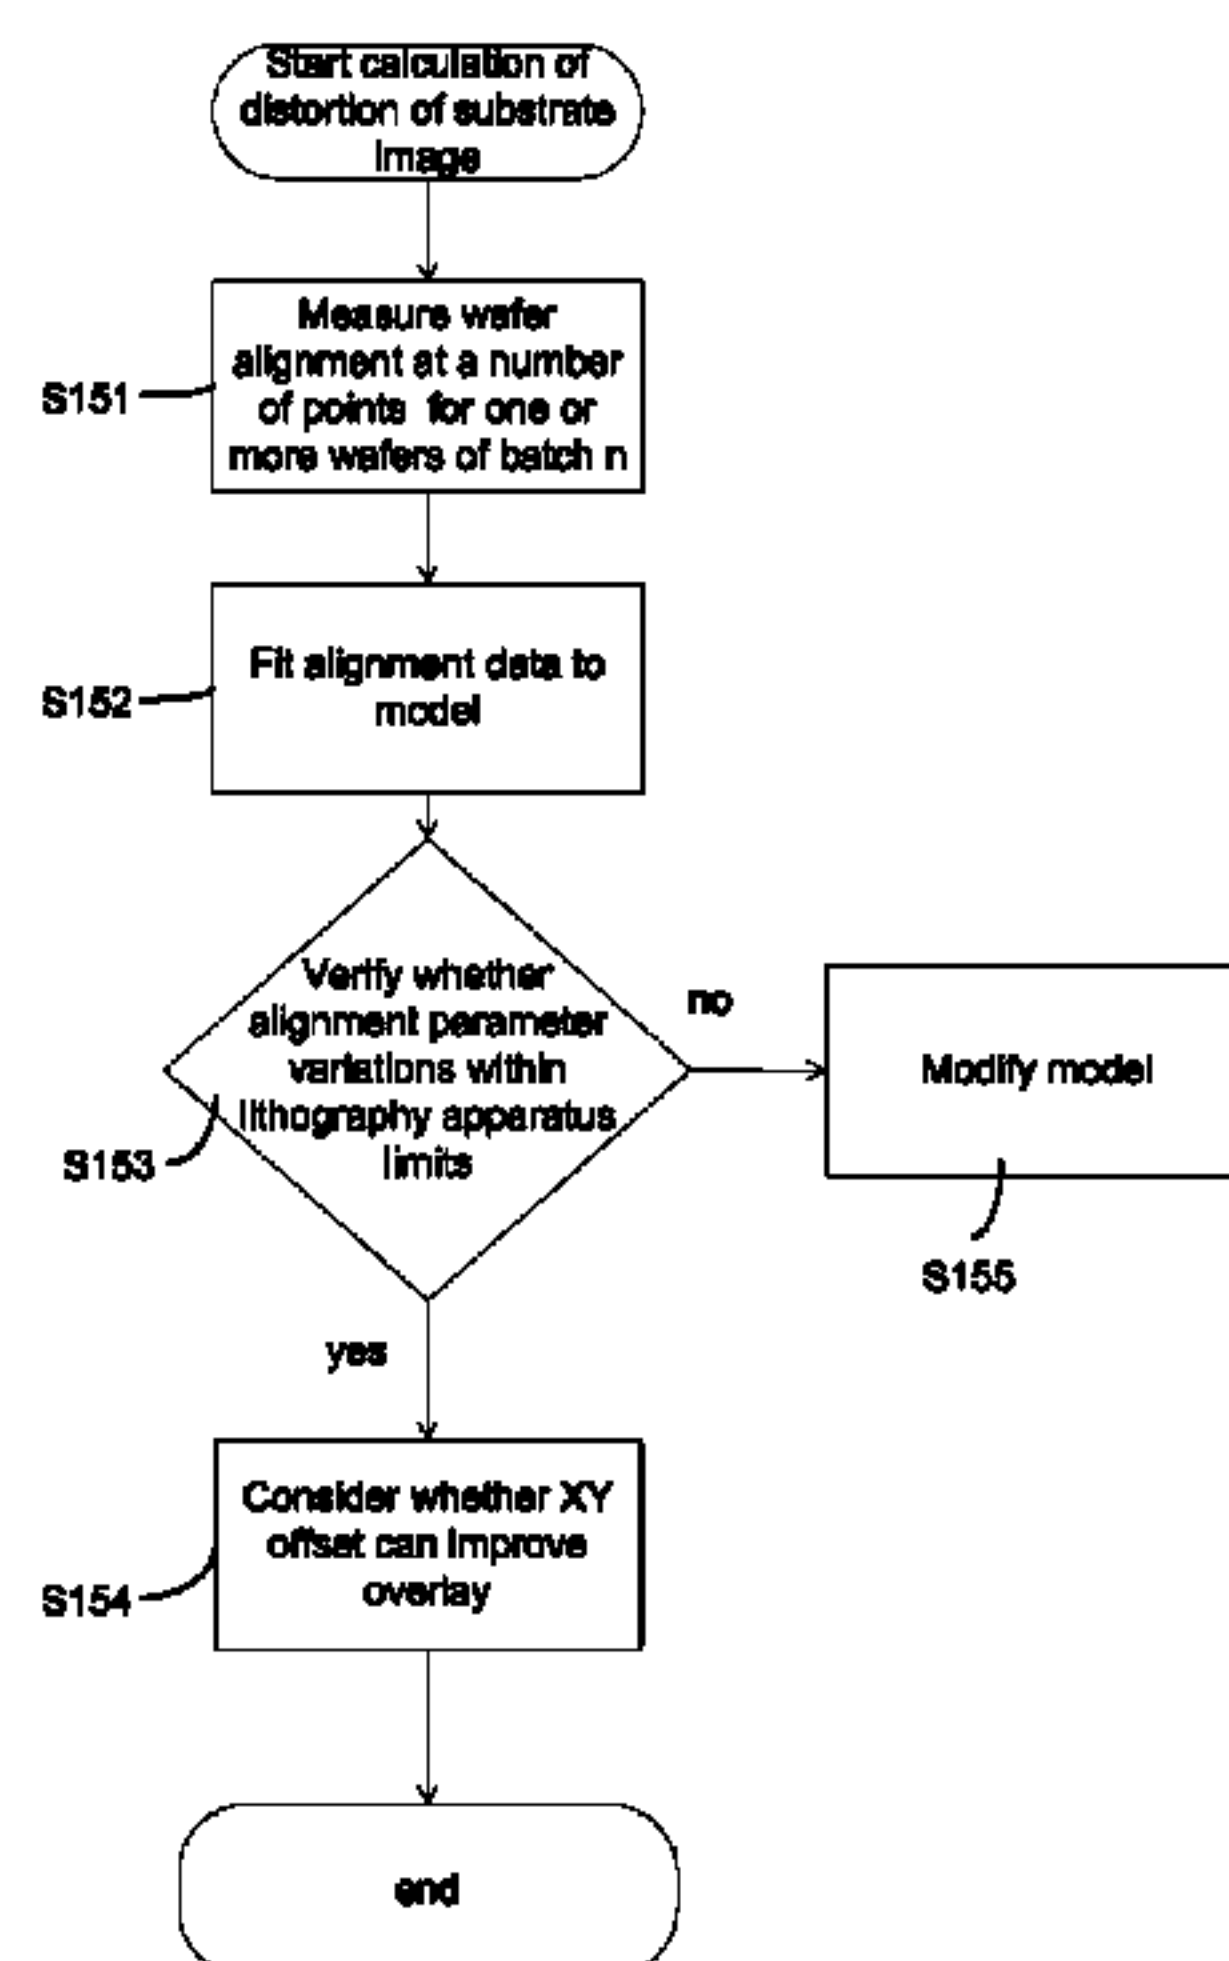 Start calculation of
distortion of substrate
image
Measure wafer
alignment at a number
of points for one or
more wafers of batch n
S151
Fit alignment data to
model
S152
Verify whether
alignment parameter
variations within
lithography apparatus
limits
S153
no
Modify model
S155
yes
Consider whether XY
offset can improve
overlay
S154
end